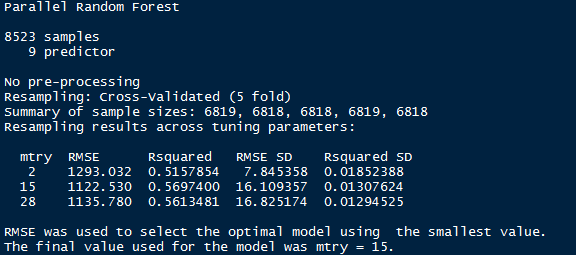 Parallel Random Forest
8523 samples
9 predictor
No pre-processing
Resampling: Cross-Validated (5 fold)
Summary of sample sizes: 6819, 6818, 6818, 6819, 6818
Resampling results across tuning parameters:
mtry RMSE Rsquared RMSE SD Rsquared SD
2 1293.032 0.5157854 7.845358 0.01852388
15 1122.530 0.5697400 16.109357 0.01307624
28 1135.780 0.5613481 16.825174 0.01294525
RMSE was used to select the optimal model using the smallest value.
The final value used for the model was mtry = 15.